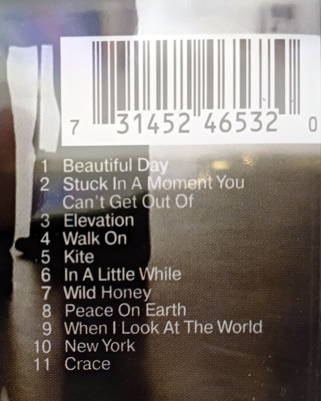 7 31452 46532 0
1 Beautiful Day
2 Stuck In A Moment You
Can't Get Out Of
3 Elevation
4 Walk On
5 Kite
6 In A Little While
7 Wild Honey
8 Peace On Earth
9 When I Look At The World
10 New York
11 Grace